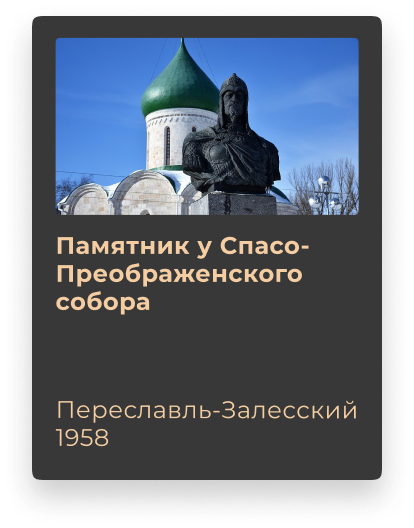 Памятник у Спасо-
Преображенского
собора
Переславль-Залесский
1958